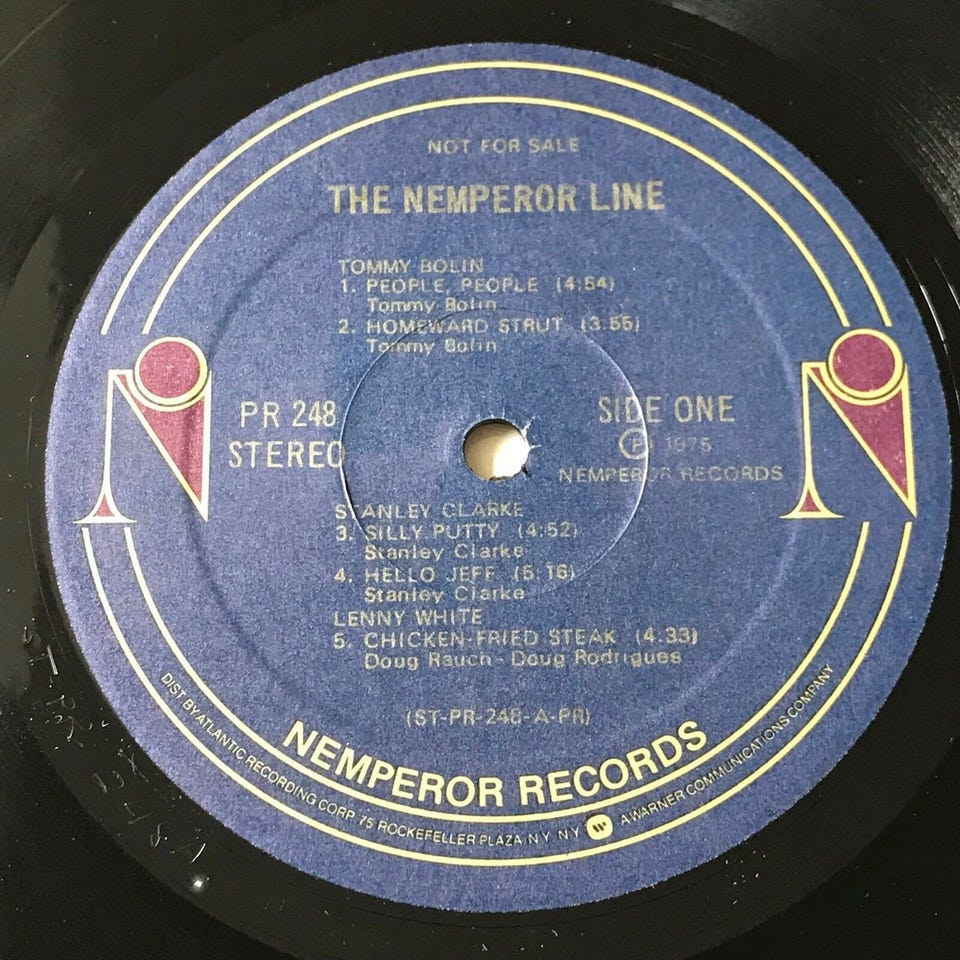 NOT FOR SALE
THE NEMPEROR LINE
TOMMY BOLIN
1. PEOPLE, PEOPLE (4:54)
Tommy Bolin
2. HOMEWARD STRUT (3:55)
Tommy Bolin
PR 248
STEREO
SIDE ONE
Ⓟ 1975
NEMPEROR RECORDS
STANLEY CLARKE
3. SILLY PUTTY (4:52)
Stanley Clarke
4. HELLO JEFF (5:16)
Stanley Clarke
LENNY WHITE
5. CHICKEN-FRIED STEAK (4:33)
Doug Rauch - Doug Rodrigues
(ST-PR-248-A-PR)
NEMPEROR RECORDS
DIST BY ATLANTIC RECORDING CORP. 75 ROCKEFELLER PLAZA N.Y. N.Y. A WARNER COMMUNICATIONS COMPANY